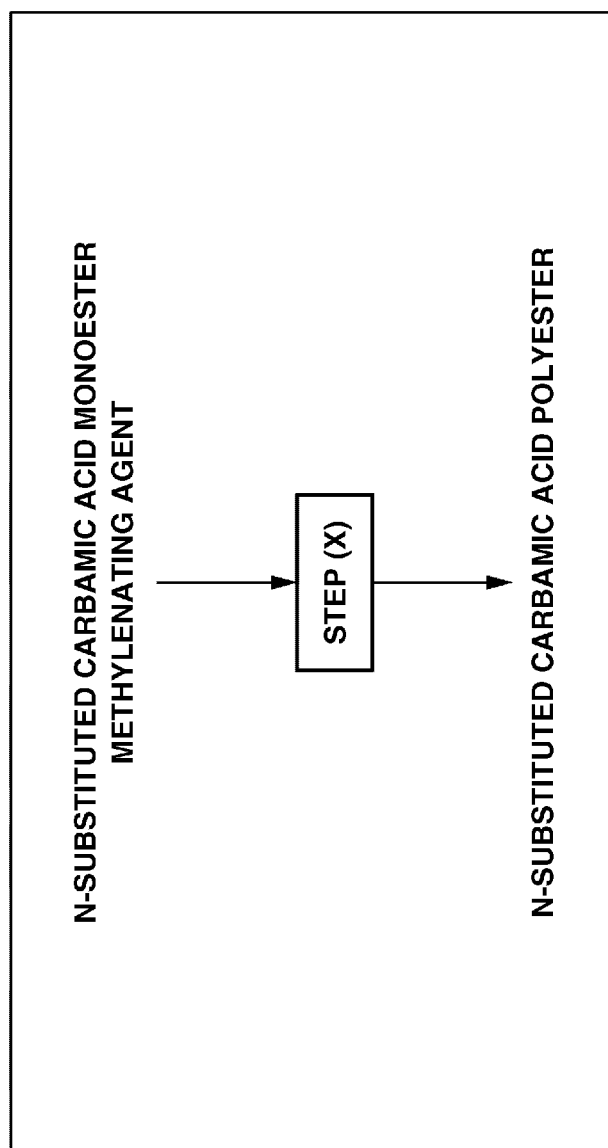 N-SUBSTITUTED CARBAMIC ACID MONOESTER
METHYLENATING AGENT
STEP (X)
N-SUBSTITUTED CARBAMIC ACID POLYESTER